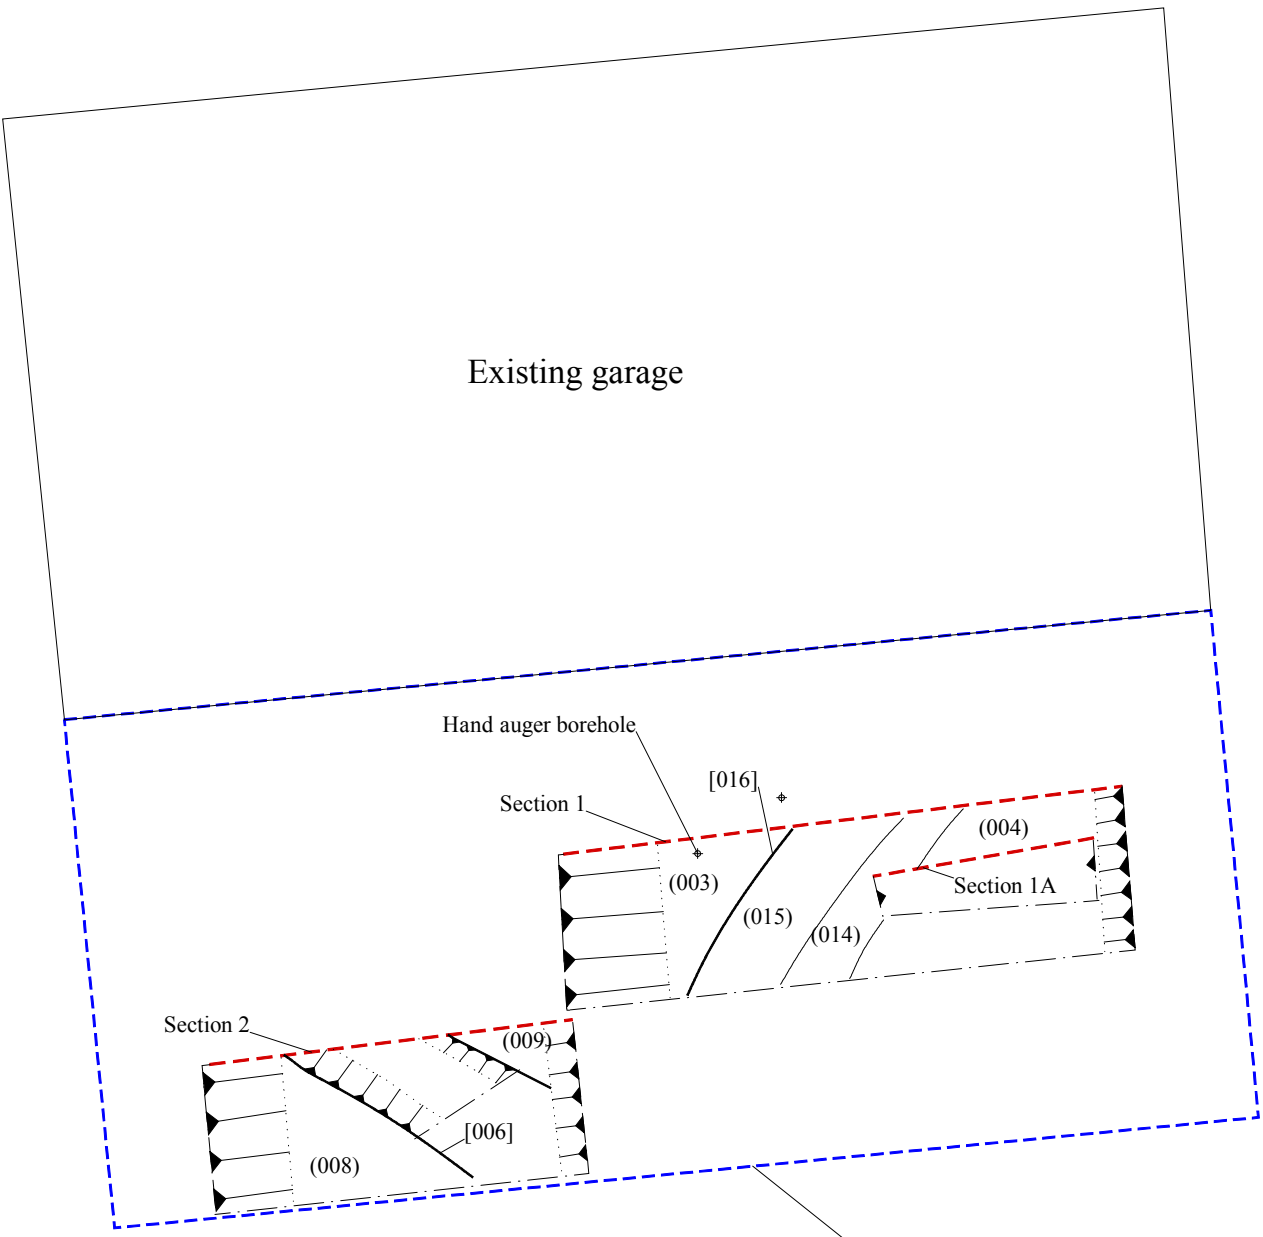 Existing garage
Hand auger borehole
[016]
Section 1
(004)
(003)
Section 1A
(015)
(014)
Section 2
(009)
[006]
(008)